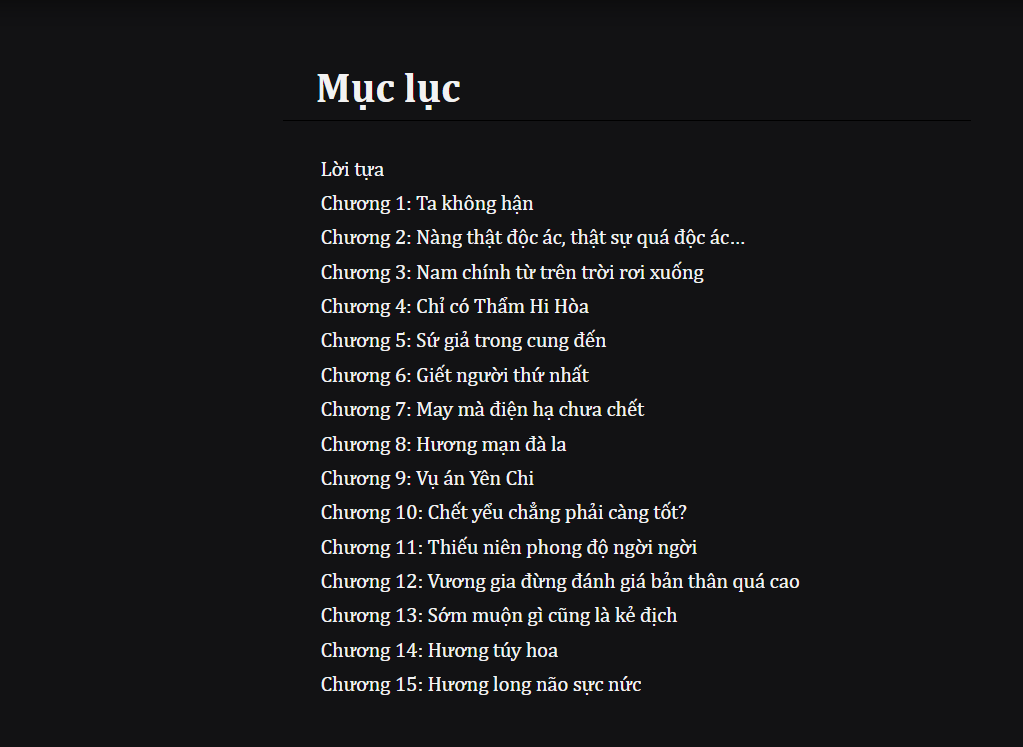 Mục lục
Lời tựa
Chương 1: Ta không hận
Chương 2: Nàng thật độc ác, thật sự quá độc ác...
Chương 3: Nam chính từ trên trời rơi xuống
Chương 4: Chỉ có Thẩm Hi Hòa
Chương 5: Sứ giả trong cung đến
Chương 6: Giết người thứ nhất
Chương 7: May mà điện hạ chưa chết
Chương 8: Hương mạn đà la
Chương 9: Vụ án Yên Chi
Chương 10: Chết yểu chẳng phải càng tốt?
Chương 11: Thiếu niên phong độ ngời ngời
Chương 12: Vương gia đừng đánh giá bản thân quá cao
Chương 13: Sớm muộn gì cũng là kẻ địch
Chương 14: Hương túy hoa
Chương 15: Hương long não sực nức